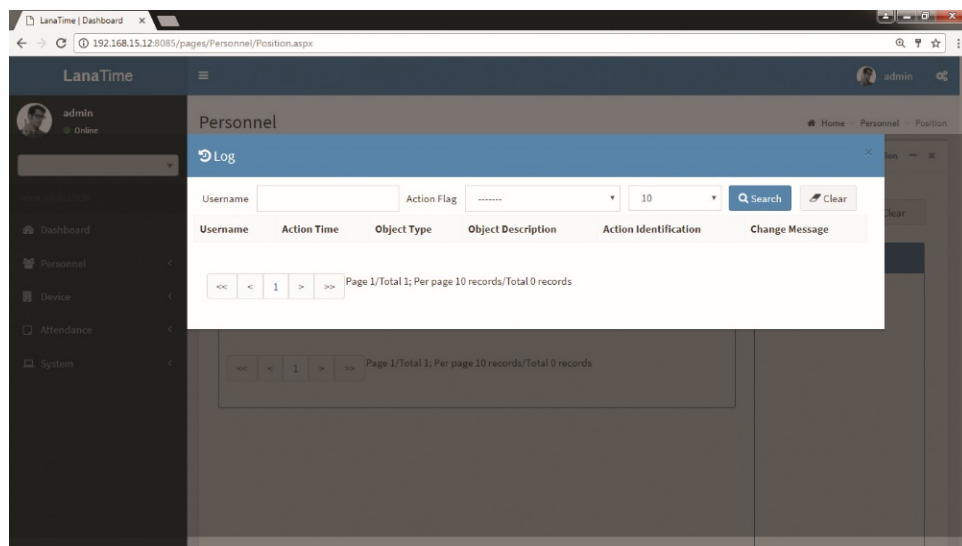 LanaTime | Dashboard
192.168.15.12:8085/pages/Personnel/Position.aspx
LanaTime
admin
admin
Online
Personnel
Home
Personnel
Position
Log
Username
Action Flag
-------
10
Search
Clear
Clear
Username Action Time Object Type Object Description Action Identification Change Message
Dashboard
Personnel
Device
Attendance
System
<< < 1 > >> Page 1/Total 1; Per page 10 records/Total 0 records
<< < 1 > >> Page 1/Total 1; Per page 10 records/Total 0 records